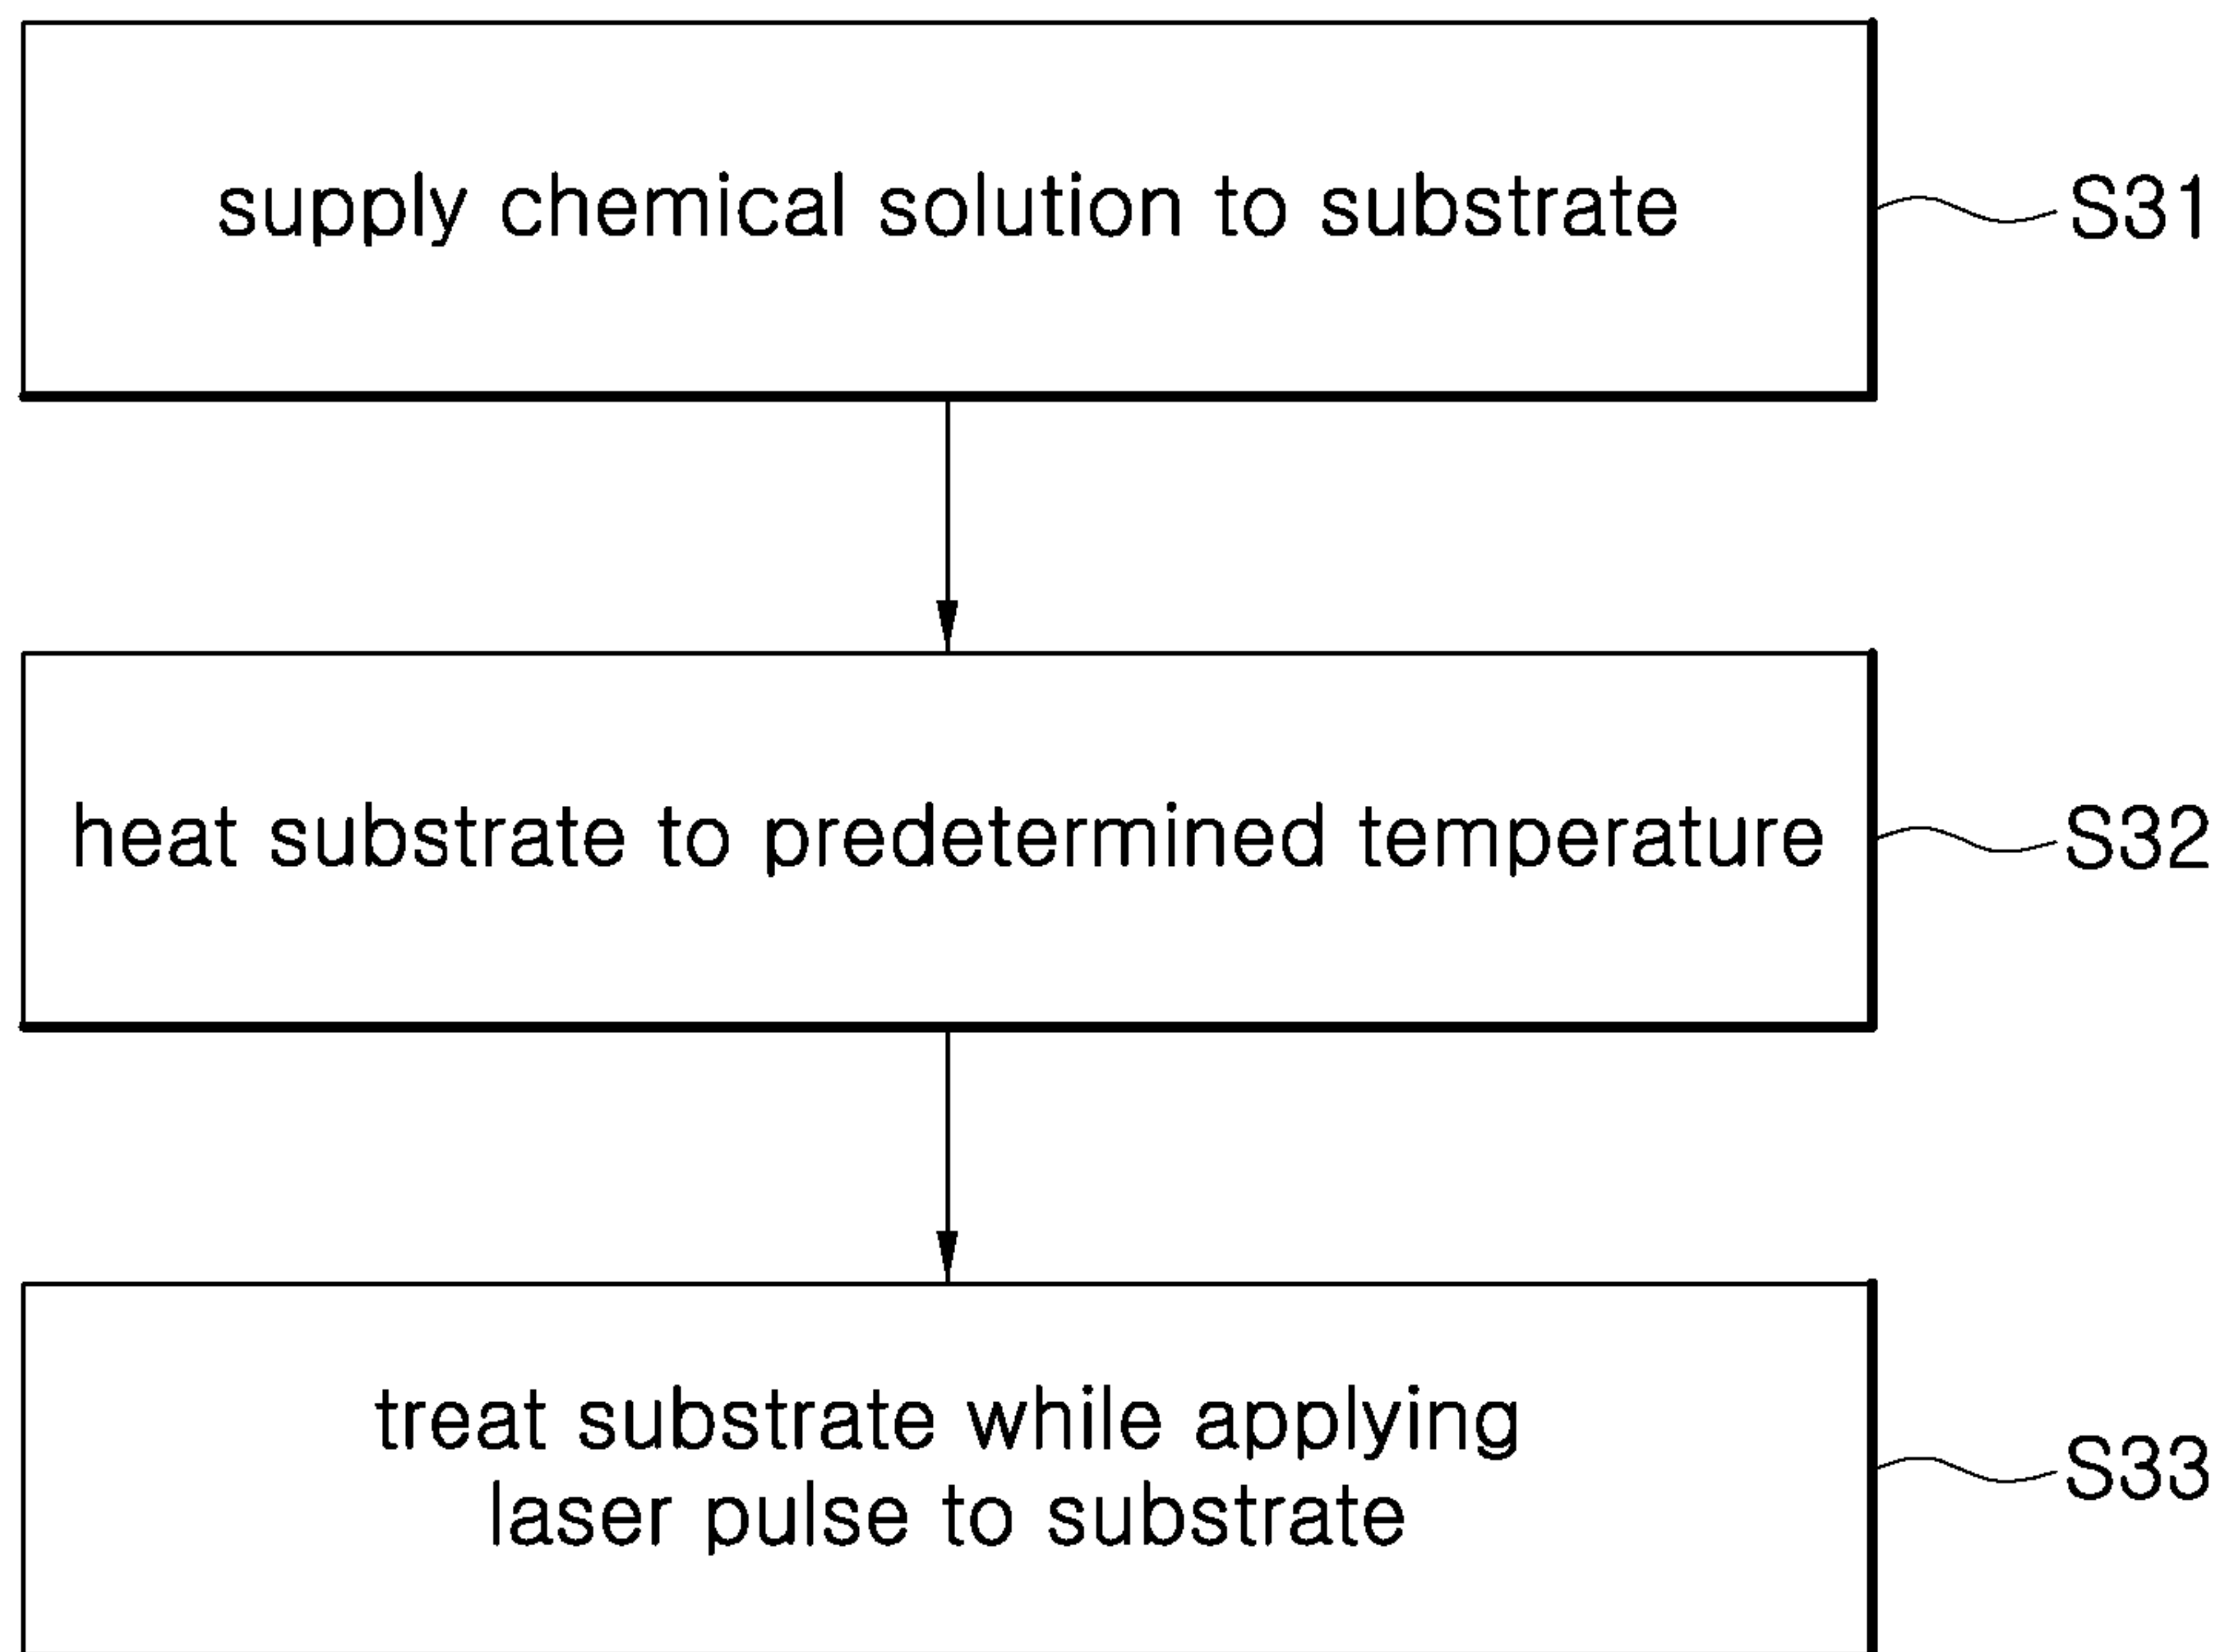 supply chemical solution to substrate
S31
heat substrate to predetermined temperature
S32
treat substrate while applying
laser pulse to substrate
S33